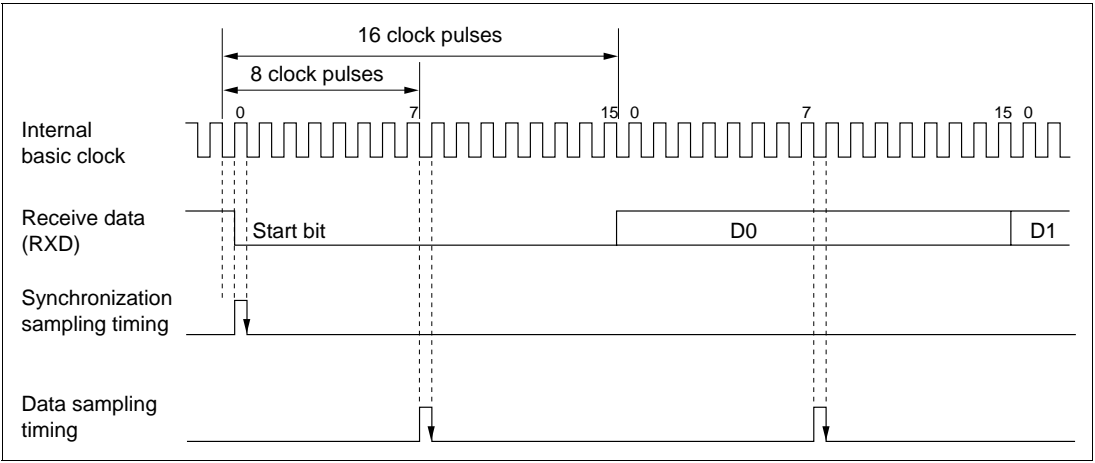 16 clock pulses
8 clock pulses
0 7 15 0 7 15 0
Internal
basic clock
Receive data
(RXD)
Start bit D0 D1
Synchronization
sampling timing
Data sampling
timing